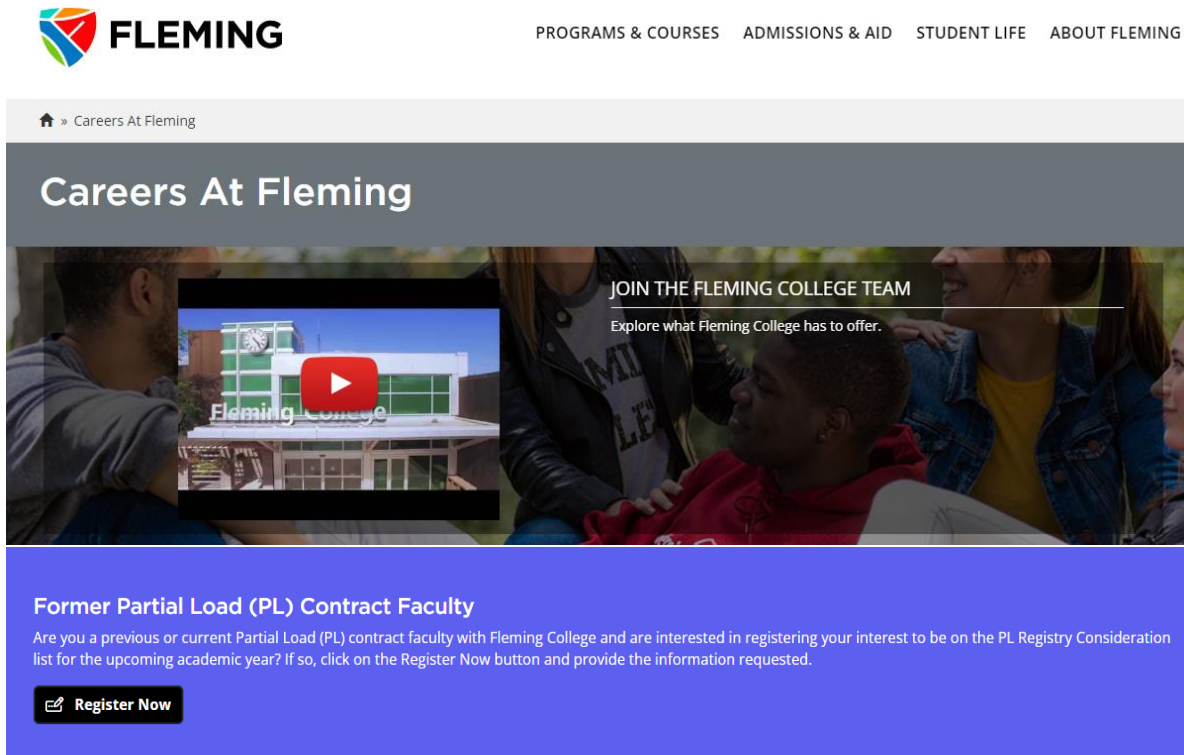 FLEMING
PROGRAMS & COURSES ADMISSIONS & AID STUDENT LIFE ABOUT FLEMING
» Careers At Fleming
Careers At Fleming
JOIN THE FLEMING COLLEGE TEAM
Explore what Fleming College has to offer.
Fleming College
Former Partial Load (PL) Contract Faculty
Are you a previous or current Partial Load (PL) contract faculty with Fleming College and are interested in registering your interest to be on the PL Registry Consideration
list for the upcoming academic year? If so, click on the Register Now button and provide the information requested.
Register Now